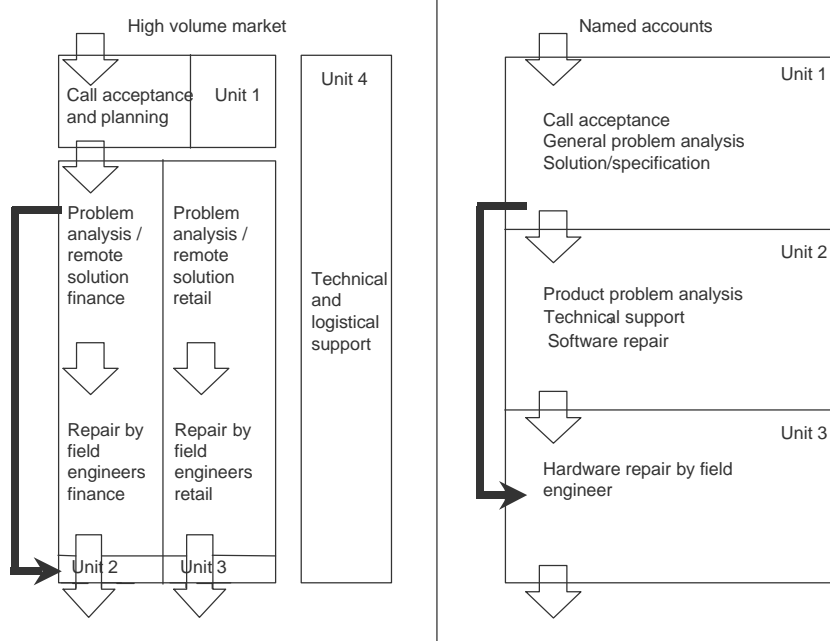 High volume market
Call acceptance
and planning
Unit 1
Problem
analysis /
remote
solution
finance
Problem
analysis /
remote
solution
retail
Repair by
field
engineers
finance
Repair by
field
engineers
retail
Unit 2
Unit 3
Unit 4
Technical
and
logistical
support
Named accounts
Unit 1
Call acceptance
General problem analysis
Solution/specification
Unit 2
Product problem analysis
Technical support
Software repair
Unit 3
Hardware repair by field
engineer